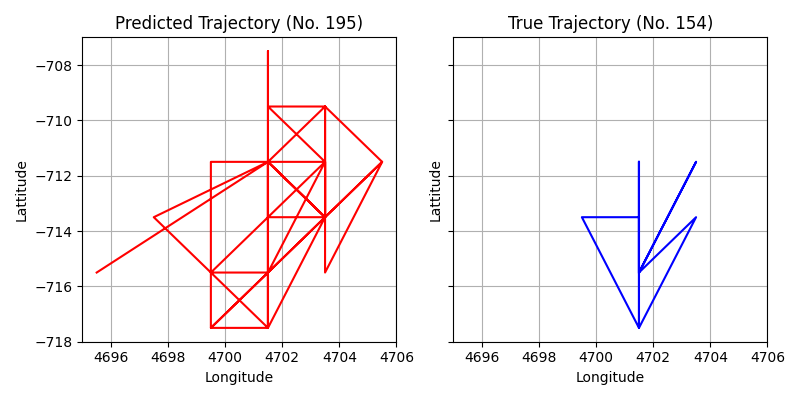 Predicted Trajectory (No. 195)
True Trajectory (No. 154)
−708
−710
−712
−714
−716
−718
Lattitude
Lattitude
4696 4698 4700 4702 4704 4706
4696 4698 4700 4702 4704 4706
Longitude
Longitude